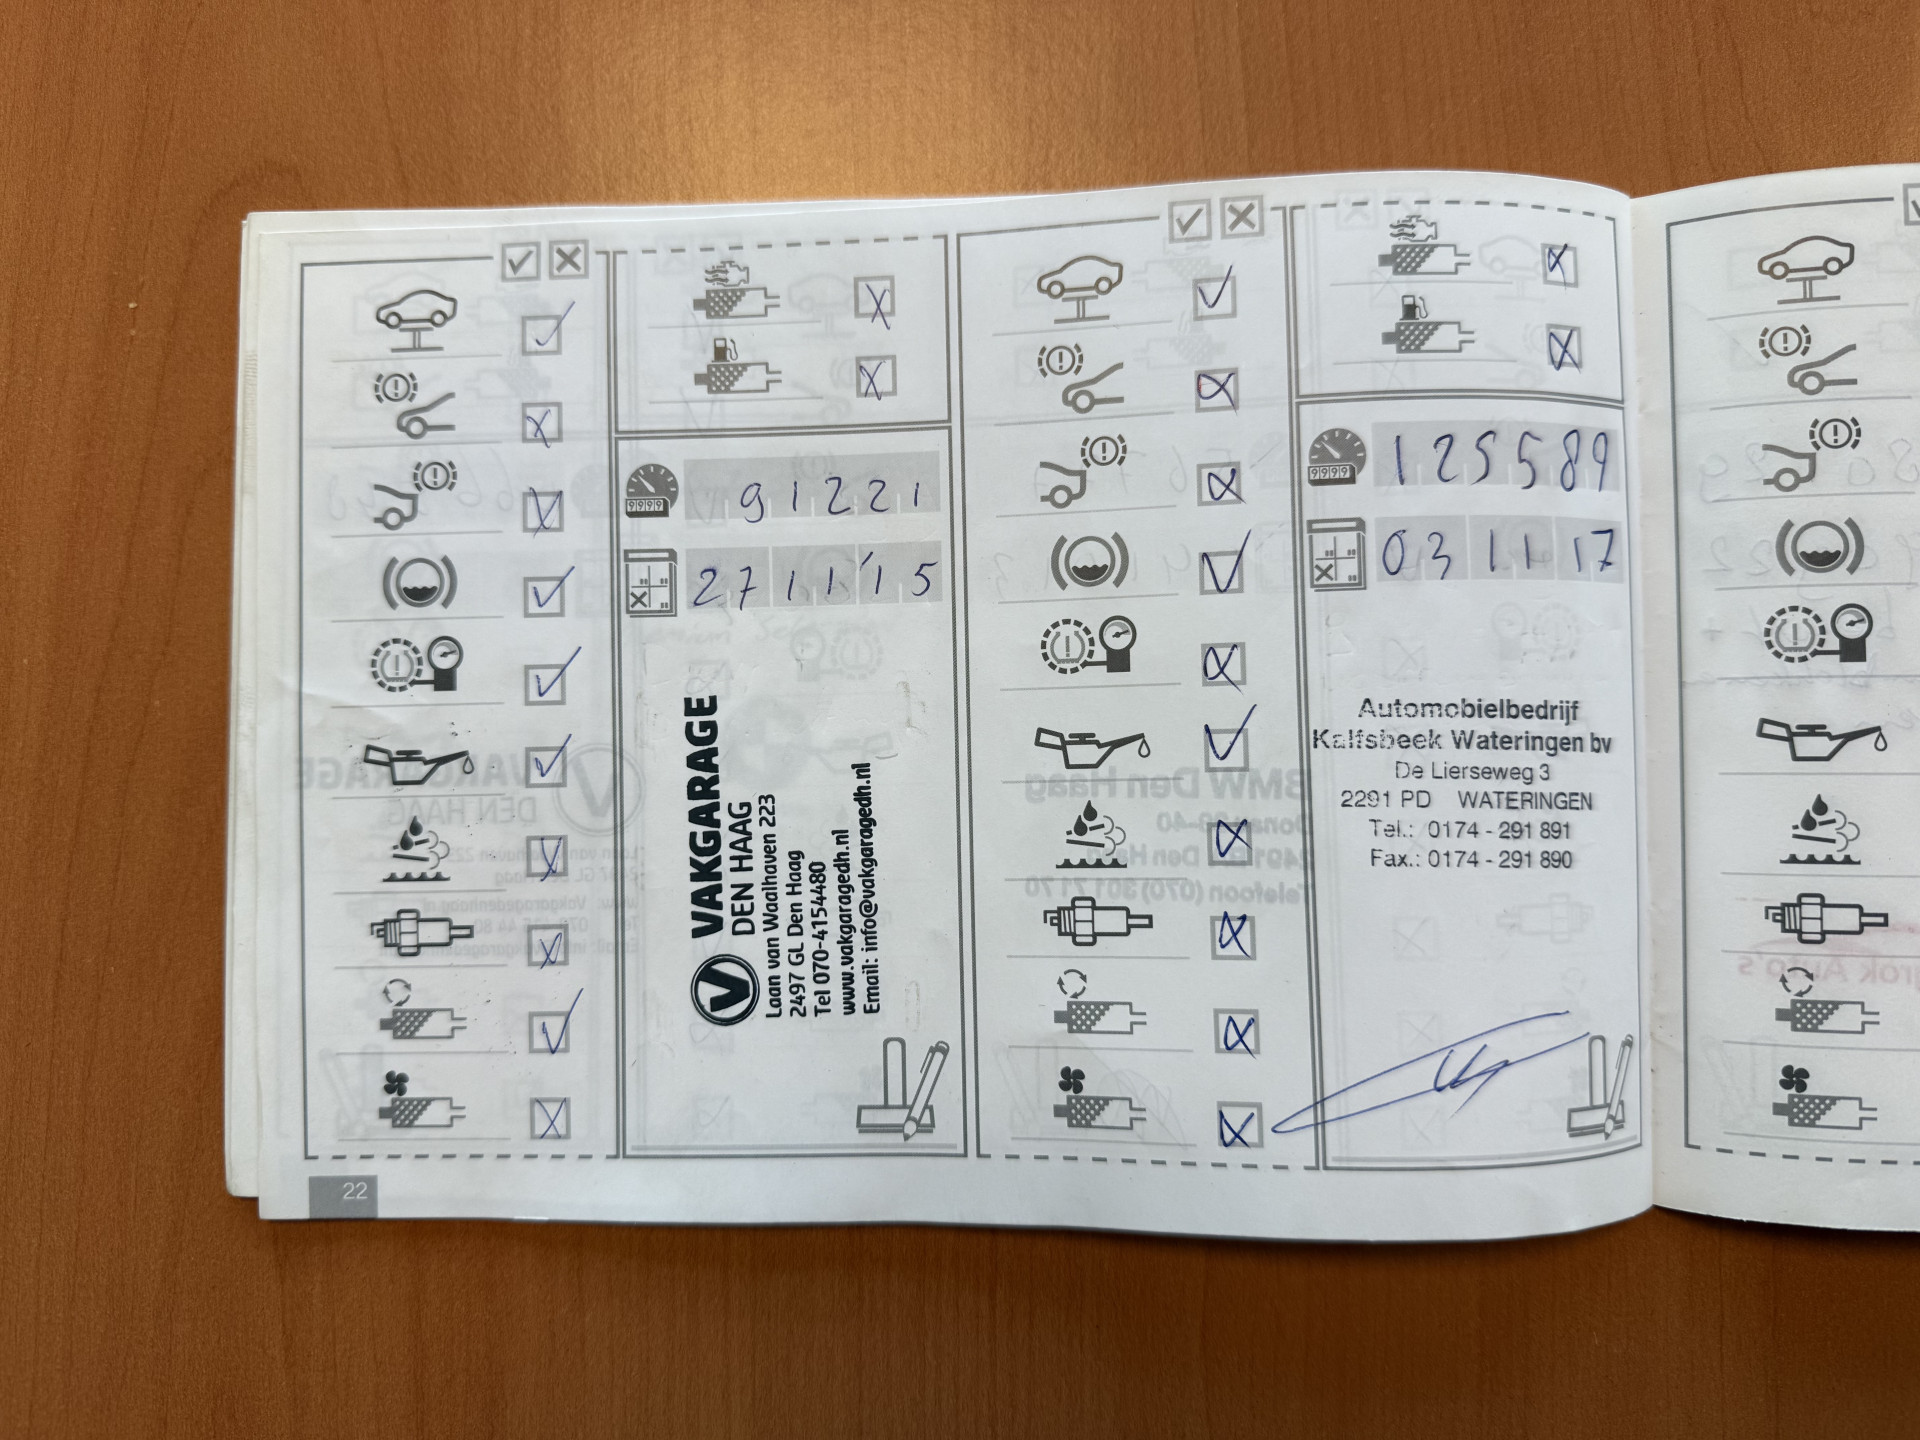 91221
27 11 15
VAKGARAGE
DEN HAAG
Laan van Waalhaven 223
2497 GL Den Haag
Tel 070-4154480
www.vakgaragedh.nl
Email: info@vakgaragedh.nl
125589
03 11 17
Automobielbedrijf
Kalfsbeek Wateringen bv
De Lierseweg 3
2291 PD WATERINGEN
Tel.: 0174 - 291 891
Fax.: 0174 - 291 890
22